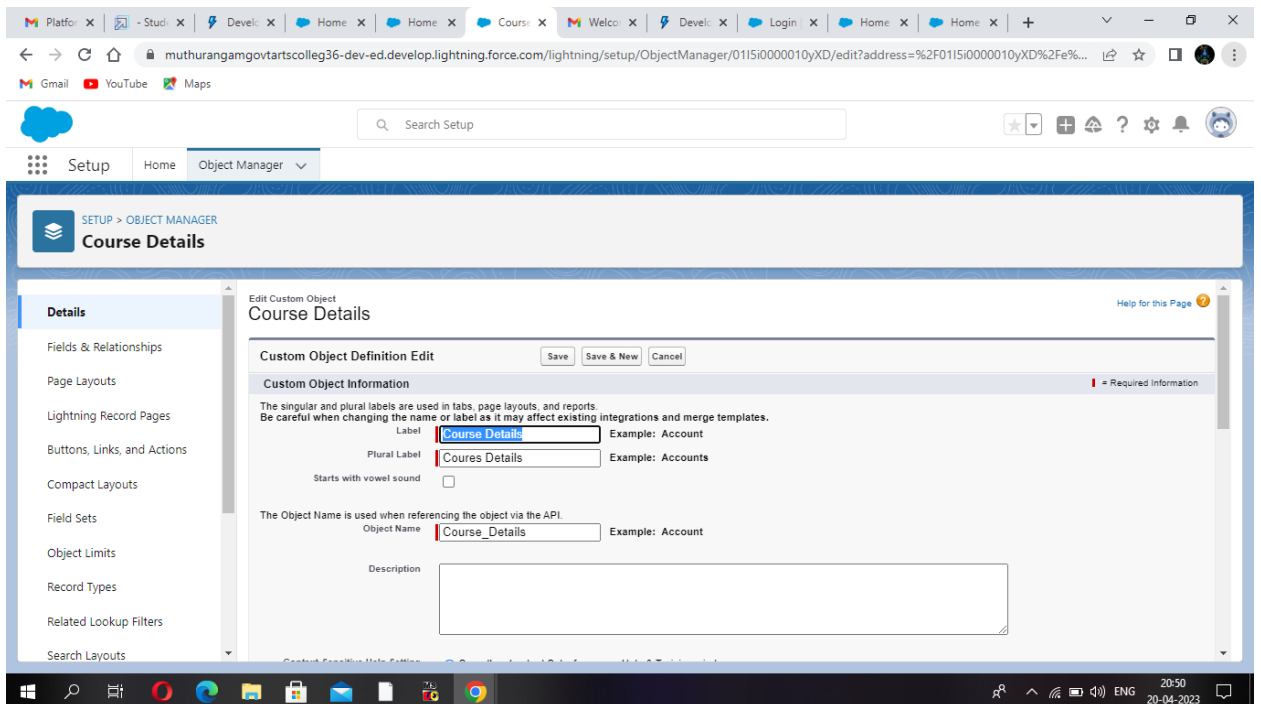 Platfor
- Stude
Develo
Home
Home
Course
Welcor
Develo
Login |
Home
Home
muthurangamgovtartscolleg36-dev-ed.develop.lightning.force.com/lightning/setup/ObjectManager/01I5i0000010yXD/edit?address=%2F01I5i0000010yXD%2Fe%...
Gmail YouTube Maps
Search Setup
Setup Home Object Manager
SETUP > OBJECT MANAGER
Course Details
Details
Fields & Relationships
Page Layouts
Lightning Record Pages
Buttons, Links, and Actions
Compact Layouts
Field Sets
Object Limits
Record Types
Related Lookup Filters
Search Layouts
Edit Custom Object
Course Details
Help for this Page
Custom Object Definition Edit Save Save & New Cancel
Custom Object Information = Required Information
The singular and plural labels are used in tabs, page layouts, and reports.
Be careful when changing the name or label as it may affect existing integrations and merge templates.
Label Course Details Example: Account
Plural Label Coures Details Example: Accounts
Starts with vowel sound
The Object Name is used when referencing the object via the API.
Object Name Course_Details Example: Account
Description
ENG
20:50
20-04-2023